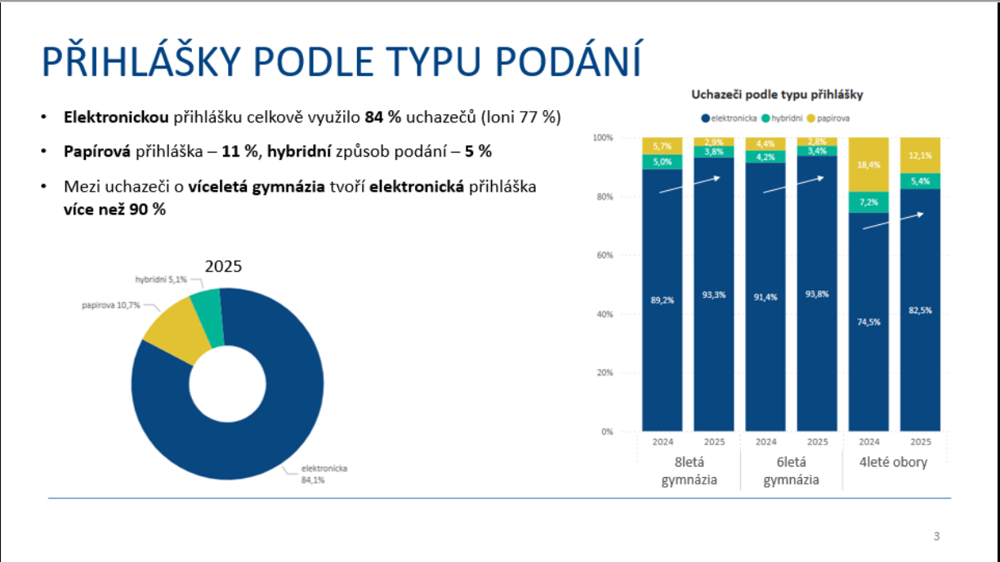 PŘIHLÁŠKY PODLE TYPU PODÁNÍ
• Elektronickou přihlášku celkově využilo 84 % uchazečů (loni 77 %)
• Papírová přihláška – 11 %, hybridní způsob podání – 5 %
• Mezi uchazeči o víceletá gymnázia tvoří elektronická přihláška
více než 90 %
2025
hybridní 5,1%
papírova 10,7%
elektronicka
84,1%
Uchazeči podle typu přihlášky
elektronicka hybridní papírova
100%
80%
60%
40%
20%
0%
5,7% 2,9% 4,4% 2,8% 18,4% 12,1%
5,0% 3,8% 4,2% 3,4% 7,2% 5,4%
89,2% 93,3% 91,4% 93,8% 74,5% 82,5%
2024 2025 2024 2025 2024 2025
8letá 6letá 4leté obory
gymnázia gymnázia
3